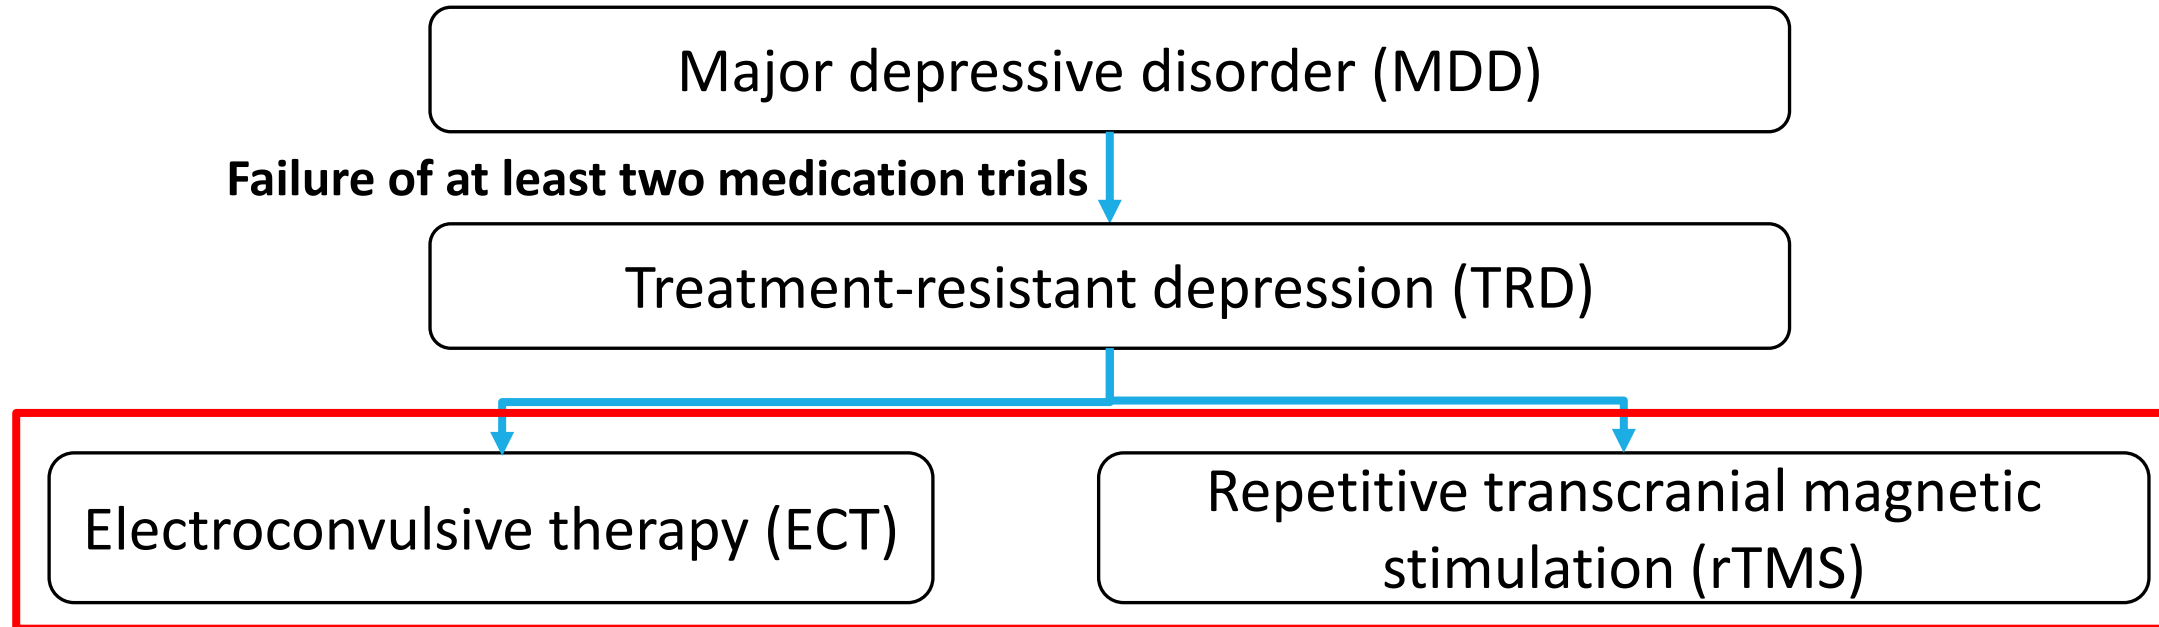 Major depressive disorder (MDD)
Failure of at least two medication trials
Treatment-resistant depression (TRD)
Electroconvulsive therapy (ECT)
Repetitive transcranial magnetic
stimulation (rTMS)